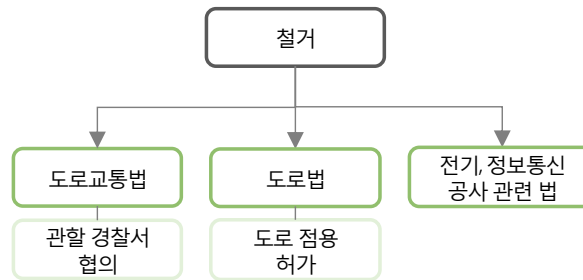 철거
도로교통법
도로법
전기, 정보통신
공사 관련 법
관할 경찰서
협의
도로 점용
허가